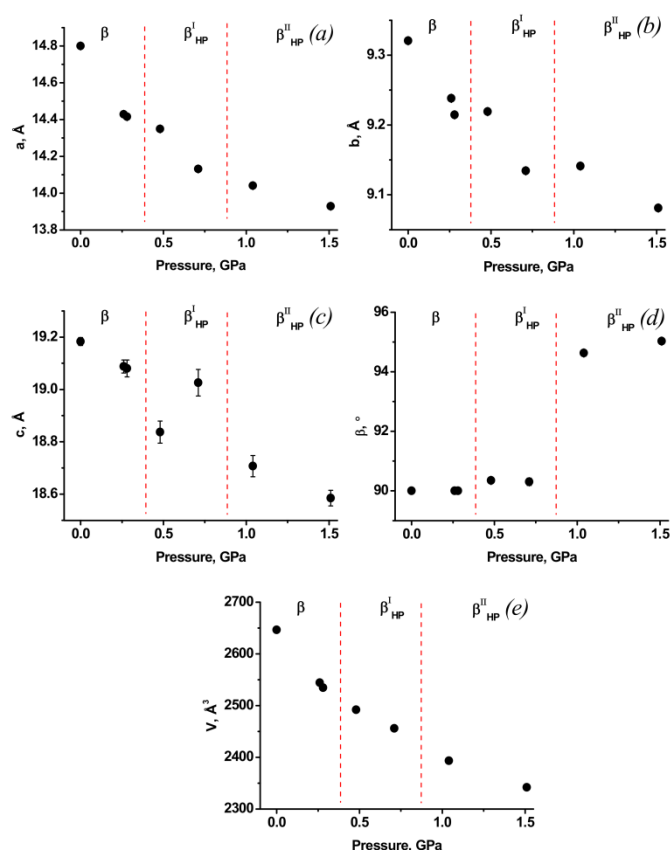 β β^I_HP β^II_HP (a)
a, Å
14.8
14.6
14.4
14.2
14.0
13.8
0.0 0.5 1.0 1.5
Pressure, GPa
β β^I_HP β^II_HP (b)
b, Å
9.3
9.2
9.1
0.0 0.5 1.0 1.5
Pressure, GPa
β β^I_HP β^II_HP (c)
c, Å
19.2
19.0
18.8
18.6
0.0 0.5 1.0 1.5
Pressure, GPa
β β^I_HP β^II_HP (d)
β, °
96
94
92
90
0.0 0.5 1.0 1.5
Pressure, GPa
β β^I_HP β^II_HP (e)
V, Å³
2700
2600
2500
2400
2300
0.0 0.5 1.0 1.5
Pressure, GPa